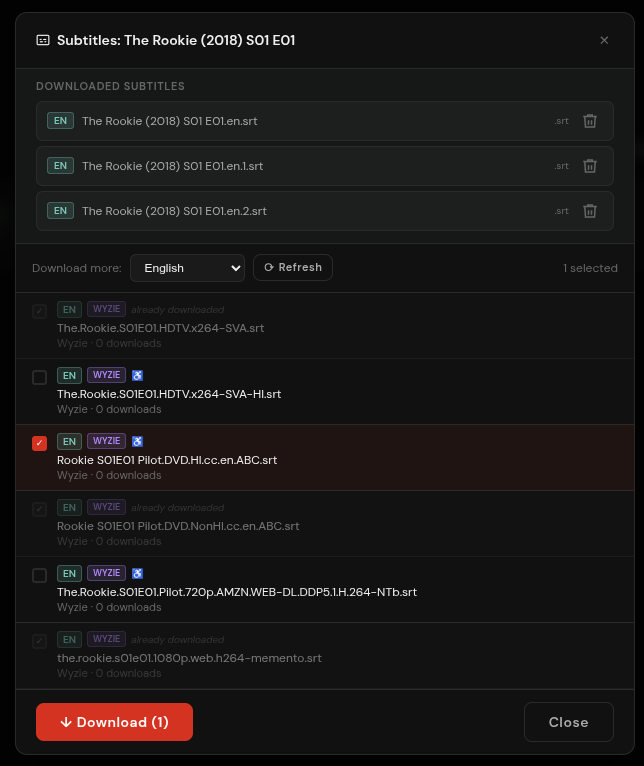 Subtitles: The Rookie (2018) S01 E01
DOWNLOADED SUBTITLES
EN The Rookie (2018) S01 E01.en.srt .srt
EN The Rookie (2018) S01 E01.en.1.srt .srt
EN The Rookie (2018) S01 E01.en.2.srt .srt
Download more: English Refresh 1 selected
EN WYZIE already downloaded
The.Rookie.S01E01.HDTV.x264-SVA.srt
Wyzie · 0 downloads
EN WYZIE ♿
The.Rookie.S01E01.HDTV.x264-SVA-HI.srt
Wyzie · 0 downloads
EN WYZIE ♿
Rookie S01E01 Pilot.DVD.HI.cc.en.ABC.srt
Wyzie · 0 downloads
EN WYZIE already downloaded
Rookie S01E01 Pilot.DVD.NonHI.cc.en.ABC.srt
Wyzie · 0 downloads
EN WYZIE ♿
The.Rookie.S01E01.Pilot.720p.AMZN.WEB-DL.DDP5.1.H.264-NTb.srt
Wyzie · 0 downloads
EN WYZIE already downloaded
the.rookie.s01e01.1080p.web.h264-memento.srt
Wyzie · 0 downloads
↓ Download (1) Close